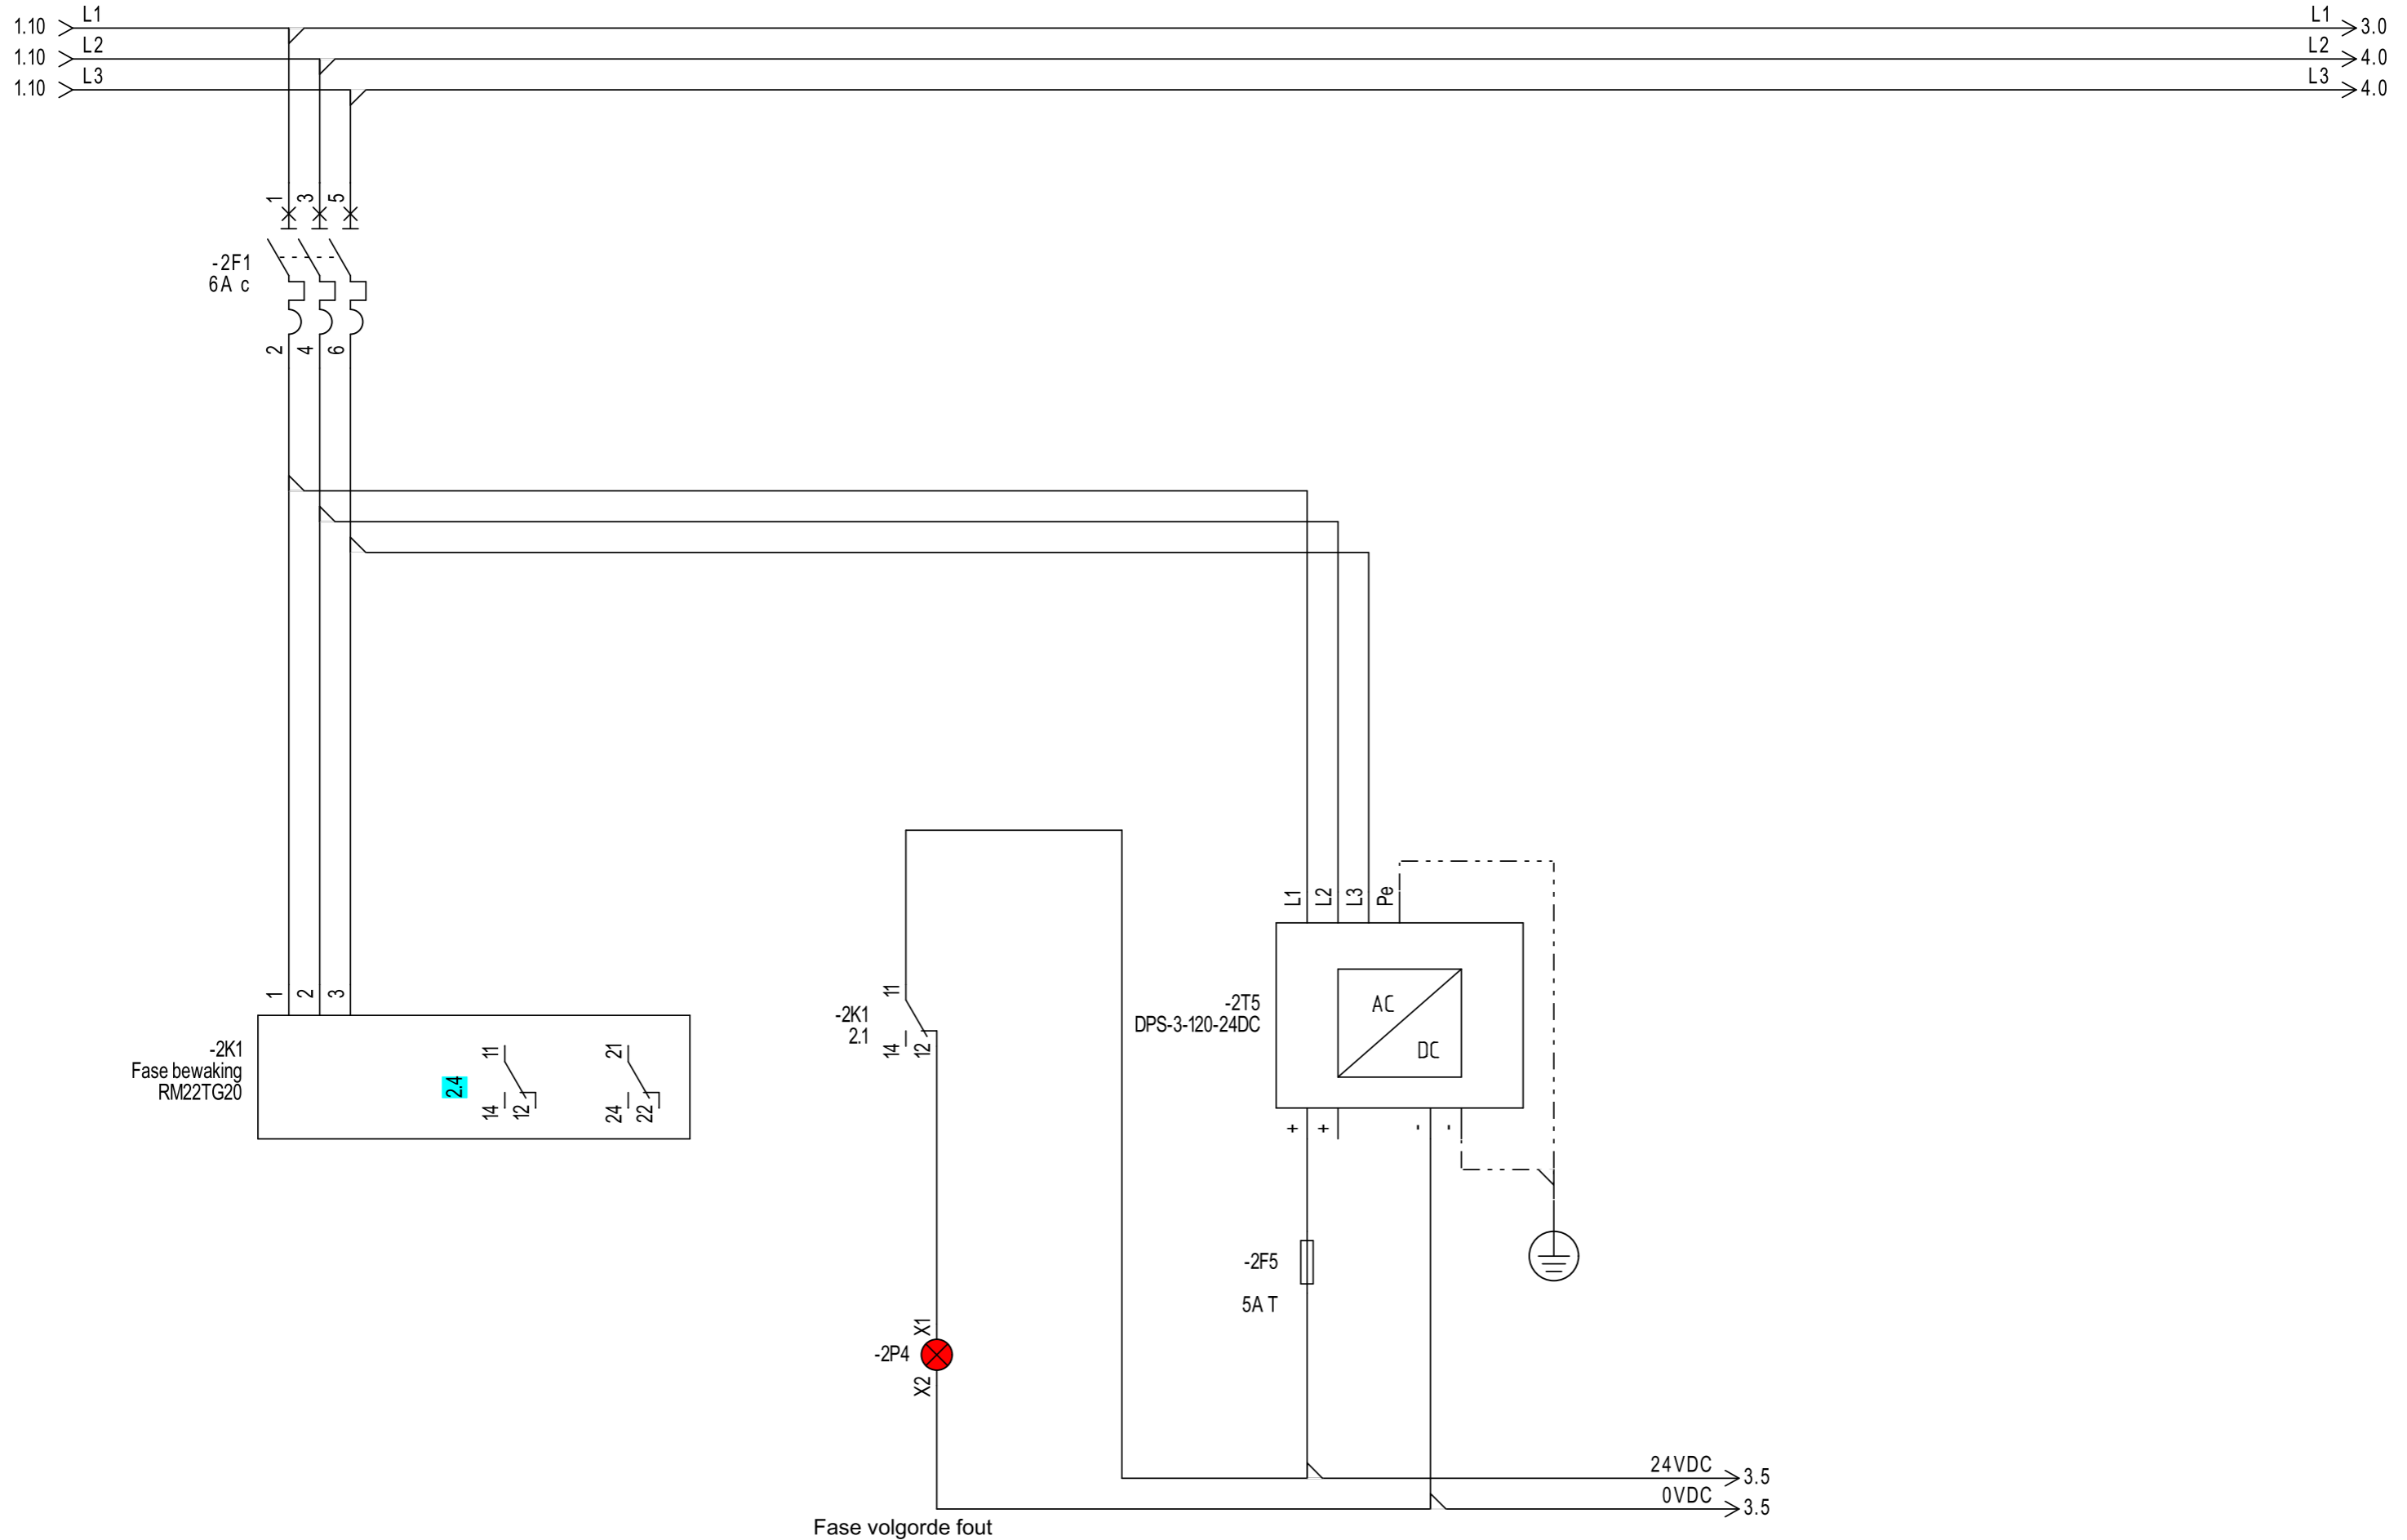 1.10 L1 L1 3.0
1.10 L2 L2 4.0
1.10 L3 L3 4.0
1 3 5
-2F1
6A c
2 4 6
L1 L2 L3 Pe
1 2 3
-2K1
Fase bewaking
RM22TG20
2.4
11
14 12
21
24 22
-2K1
2.1
11
14 12
-2T5
DPS-3-120-24DC
AC
DC
+ + - -
-2F5
5A T
X1
-2P4
X2
24VDC 3.5
0VDC 3.5
Fase volgorde fout